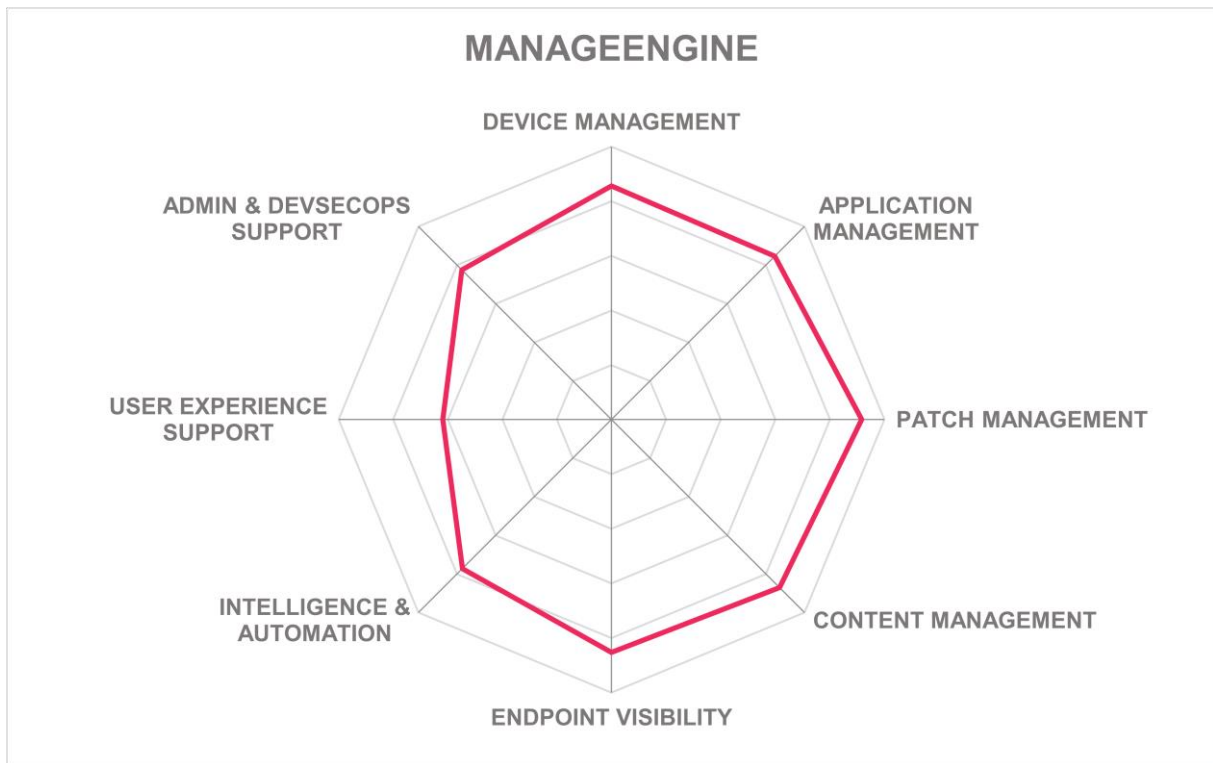 MANAGEENGINE
DEVICE MANAGEMENT
APPLICATION
MANAGEMENT
PATCH MANAGEMENT
CONTENT MANAGEMENT
ENDPOINT VISIBILITY
INTELLIGENCE &
AUTOMATION
USER EXPERIENCE
SUPPORT
ADMIN & DEVSECOPS
SUPPORT